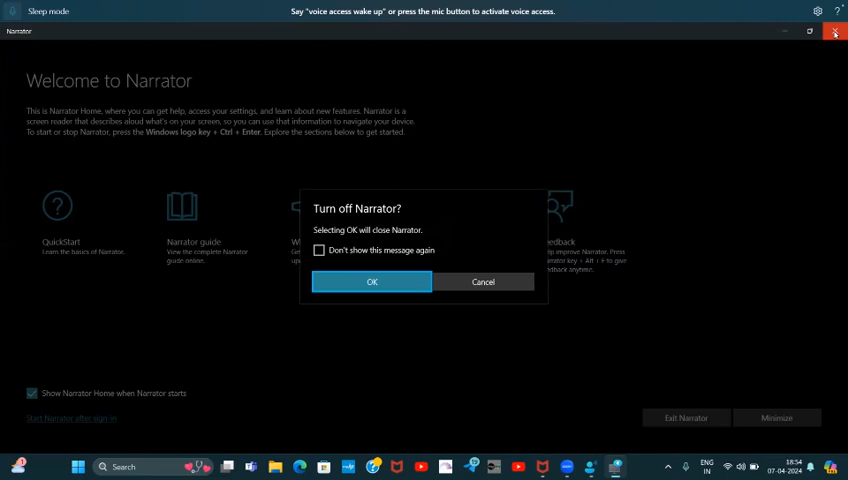 Sleep mode
Say "voice access wake up" or press the mic button to activate voice access.
Narrator
Welcome to Narrator
This is Narrator Home, where you can get help, access your settings, and learn about new features. Narrator is a
screen reader that describes aloud what's on your screen, so you can use that information to navigate your device.
To start or stop Narrator, press the Windows logo key + Ctrl + Enter. Explore the sections below to get started.
QuickStart
Learn the basics of Narrator.
Narrator guide
View the complete Narrator
guide online.
Turn off Narrator?
Selecting OK will close Narrator.
Don't show this message again
OK
Cancel
Show Narrator Home when Narrator starts
Start Narrator after sign-in
Exit Narrator
Minimize
Search
ENG
IN
18:54
07-04-2024